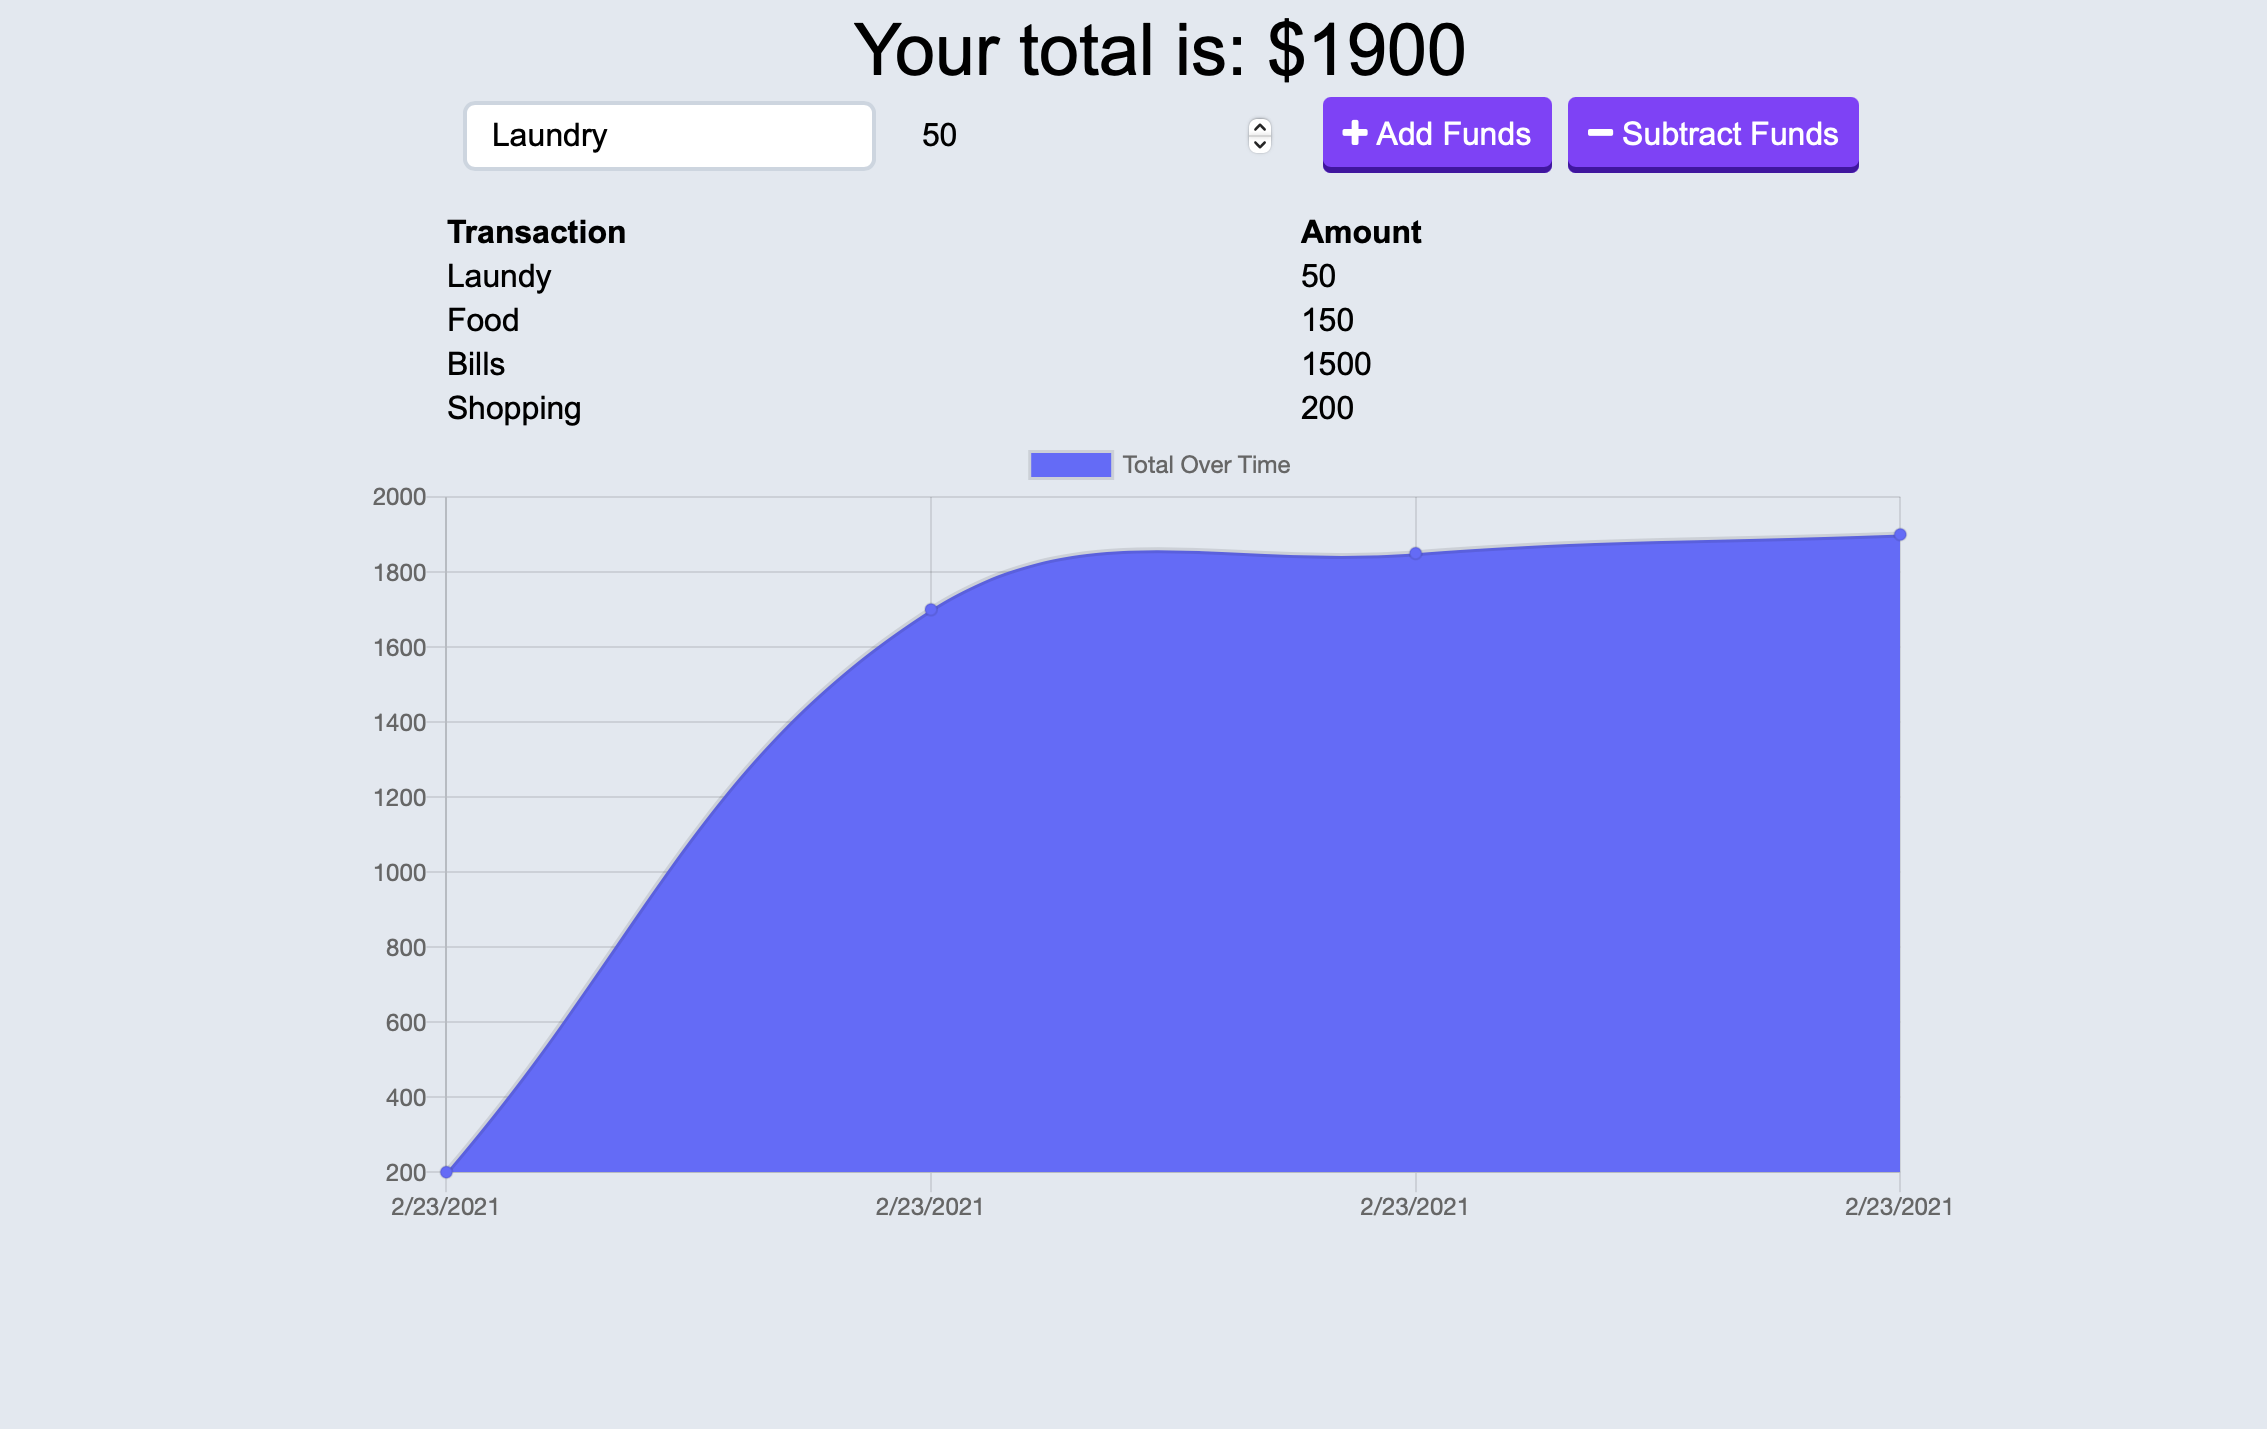 Your total is: $1900
Laundry 50 Add Funds Subtract Funds
Transaction Amount
Laundy 50
Food 150
Bills 1500
Shopping 200
Total Over Time
2000
1800
1600
1400
1200
1000
800
600
400
200
2/23/2021 2/23/2021 2/23/2021 2/23/2021